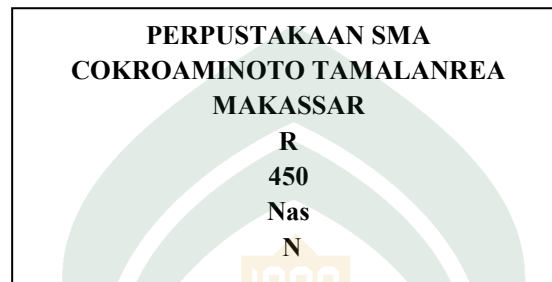 PERPUSTAKAAN SMA
COKROAMINOTO TAMALANREA
MAKASSAR
R
450
Nas
N